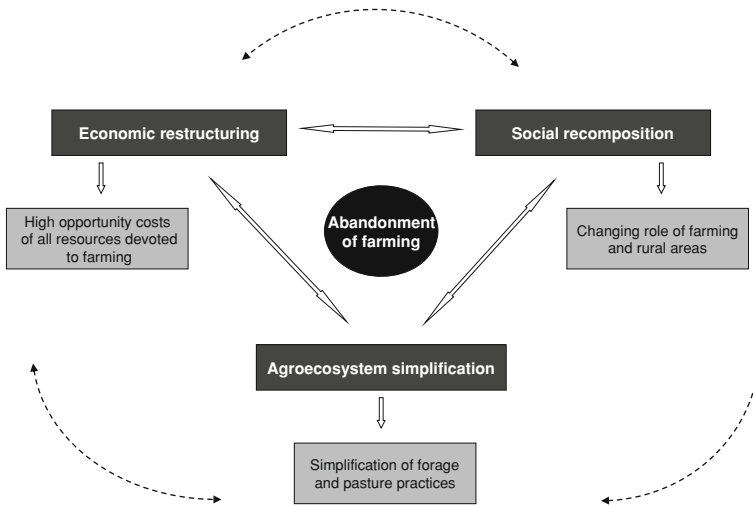 Economic restructuring
Social recomposition
High opportunity costs
of all resources devoted
to farming
Abandonment
of farming
Changing role of farming
and rural areas
Agroecosystem simplification
Simplification of forage
and pasture practices